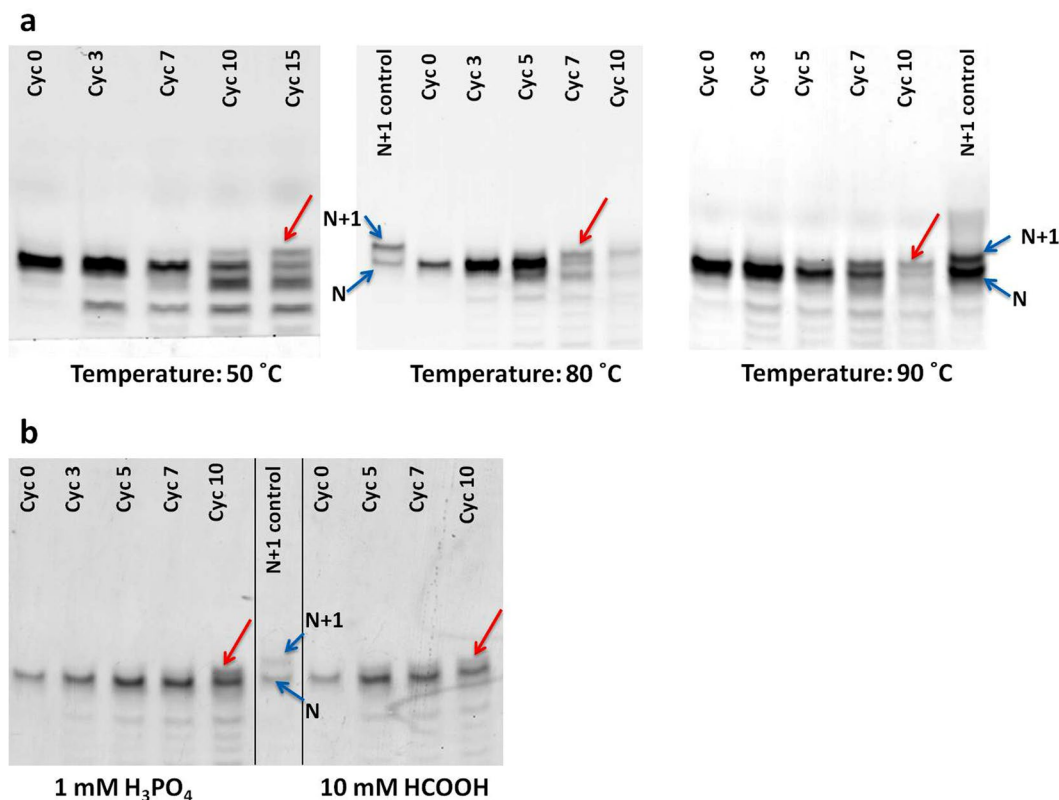 a
Cyc 0
Cyc 3
Cyc 7
Cyc 10
Cyc 15
N+1 control
Cyc 0
Cyc 3
Cyc 5
Cyc 7
Cyc 10
Cyc 0
Cyc 3
Cyc 5
Cyc 7
Cyc 10
N+1 control
N+1
N
N+1
N
Temperature: 50 ˚C
Temperature: 80 ˚C
Temperature: 90 ˚C
b
Cyc 0
Cyc 3
Cyc 5
Cyc 7
Cyc 10
N+1 control
Cyc 0
Cyc 5
Cyc 7
Cyc 10
N+1
N
1 mM H₃PO₄
10 mM HCOOH